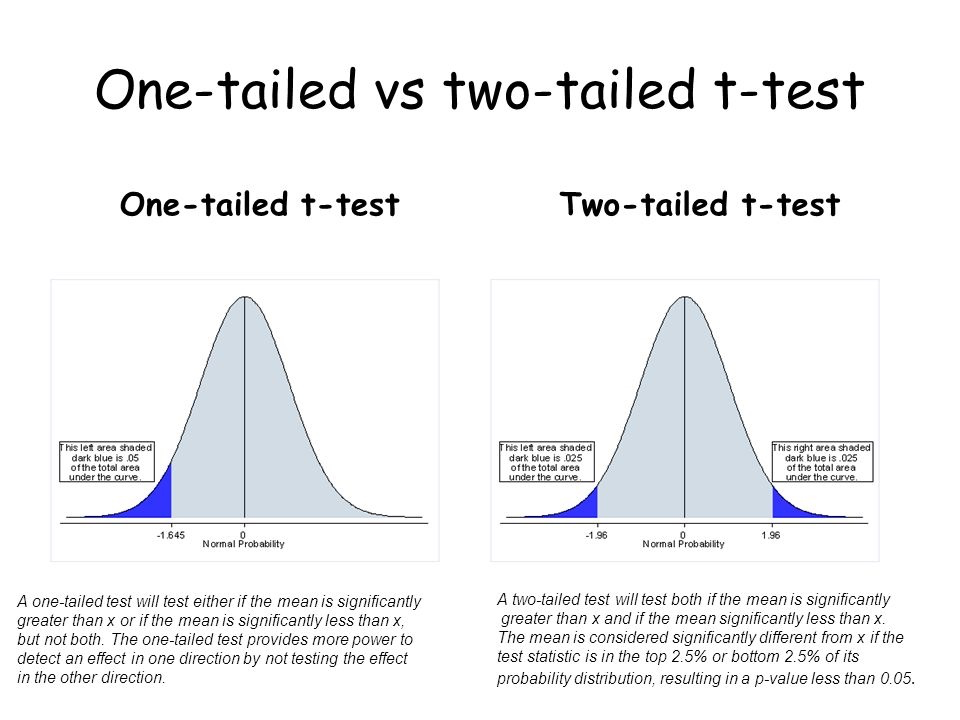 One-tailed vs two-tailed t-test
One-tailed t-test
Two-tailed t-test
This left area shaded
dark blue is .05
of the total area
under the curve.
-1.645
0
Normal Probability
This left area shaded
dark blue is .025
of the total area
under the curve.
This right area shaded
dark blue is .025
of the total area
under the curve.
-1.96
0
1.96
Normal Probability
A one-tailed test will test either if the mean is significantly
greater than x or if the mean is significantly less than x,
but not both. The one-tailed test provides more power to
detect an effect in one direction by not testing the effect
in the other direction.
A two-tailed test will test both if the mean is significantly
greater than x and if the mean significantly less than x.
The mean is considered significantly different from x if the
test statistic is in the top 2.5% or bottom 2.5% of its
probability distribution, resulting in a p-value less than 0.05.